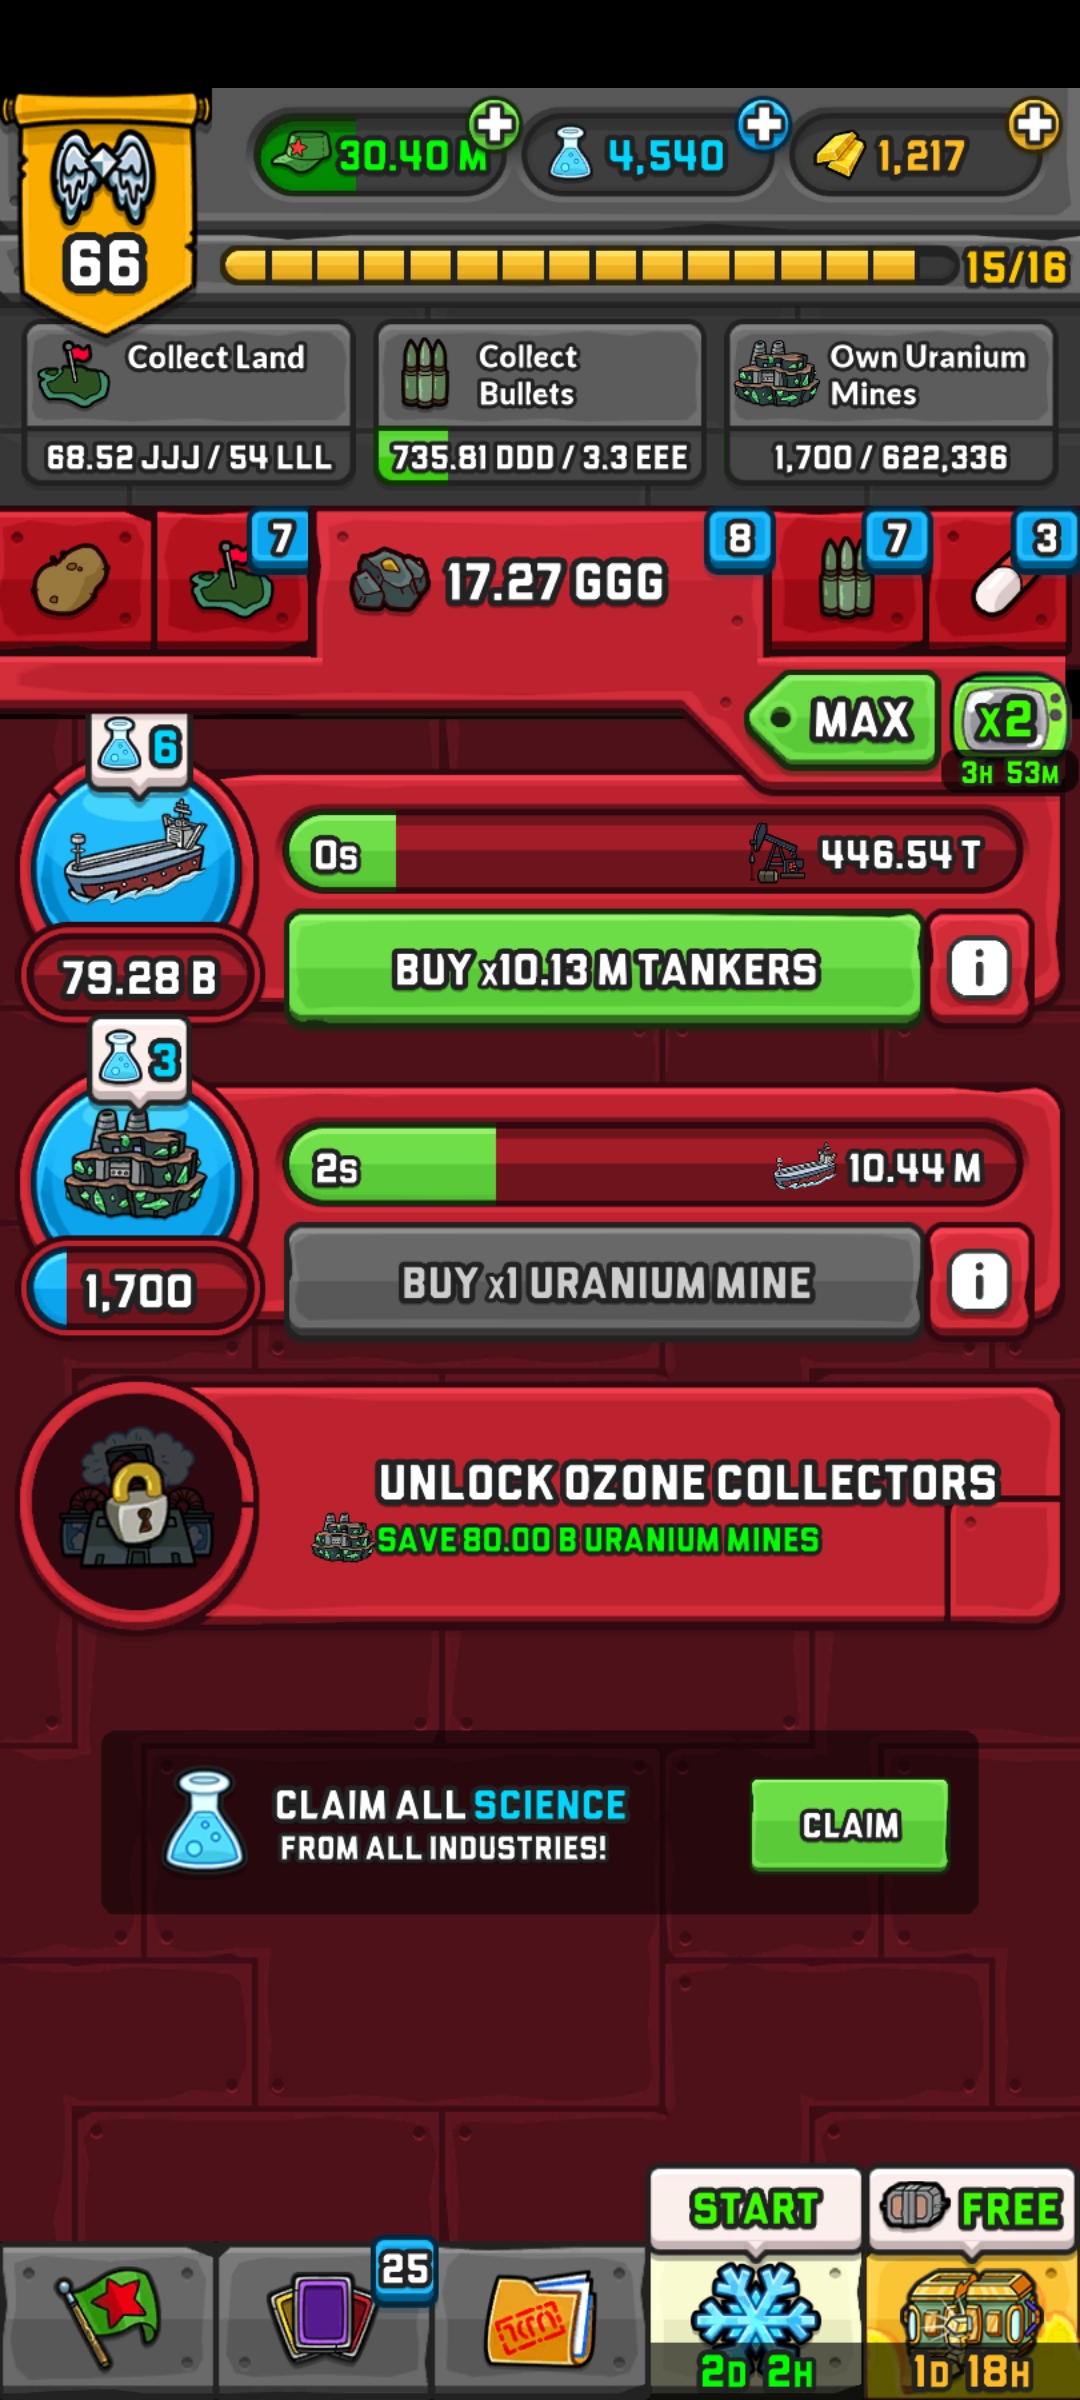 30.40 M
4,540
1,217
66
15/16
Collect Land
68.52 JJJ / 54 LLL
Collect
Bullets
735.81 DDD / 3.3 EEE
Own Uranium
Mines
1,700 / 622,336
7
17.27 GGG
8
7
3
MAX
x2
3H 53M
6
0s
446.54 T
79.28 B
BUY x10.13 M TANKERS
i
3
2s
10.44 M
1,700
BUY x1 URANIUM MINE
i
UNLOCK OZONE COLLECTORS
SAVE 80.00 B URANIUM MINES
CLAIM ALL SCIENCE
FROM ALL INDUSTRIES!
CLAIM
START
FREE
25
2D 2H
1D 18H